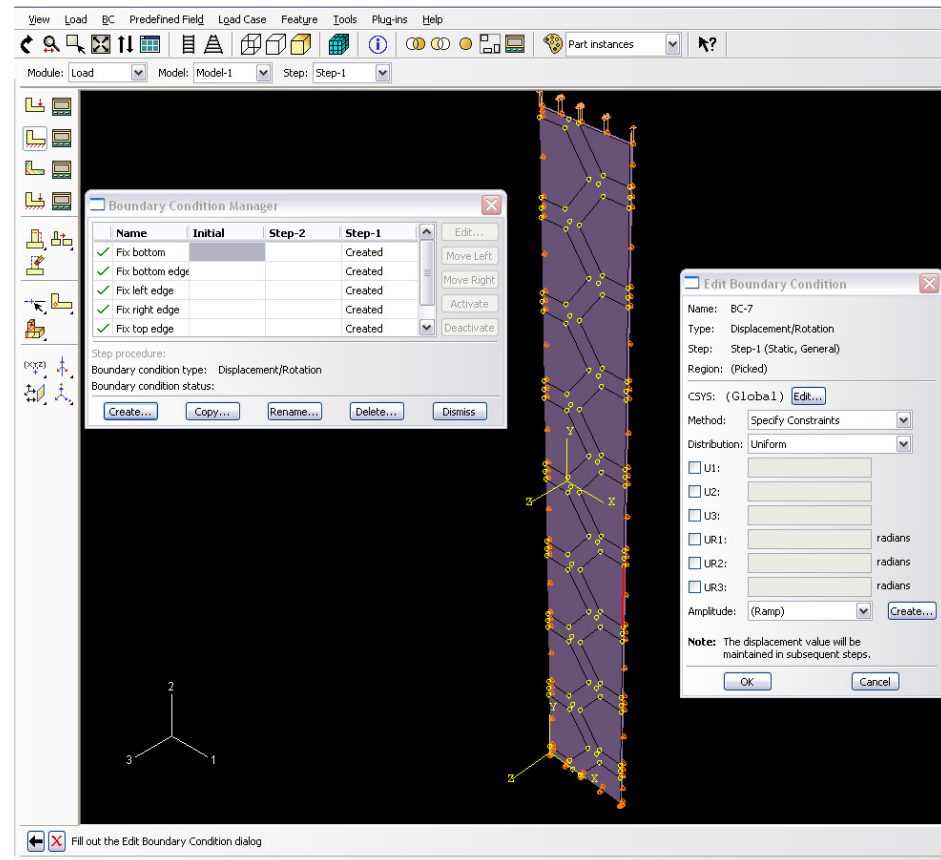 View Load BC Predefined Field Load Case Feature Tools Plug-ins Help
Part instances
Module: Load Model: Model-1 Step: Step-1
Boundary Condition Manager
Name Initial Step-2 Step-1
Fix bottom Created
Fix bottom edge Created
Fix left edge Created
Fix right edge Created
Fix top edge Created
Edit...
Move Left
Move Right
Activate
Deactivate
Step procedure:
Boundary condition type: Displacement/Rotation
Boundary condition status:
Create... Copy... Rename... Delete... Dismiss
(XYZ)
Edit Boundary Condition
Name: BC-7
Type: Displacement/Rotation
Step: Step-1 (Static, General)
Region: (Picked)
CSYS: (Global) Edit...
Method: Specify Constraints
Distribution: Uniform
U1:
U2:
U3:
UR1: radians
UR2: radians
UR3: radians
Amplitude: (Ramp) Create...
Note: The displacement value will be
maintained in subsequent steps.
OK Cancel
Y
Z X
Y
Z X
2
3 1
Fill out the Edit Boundary Condition dialog